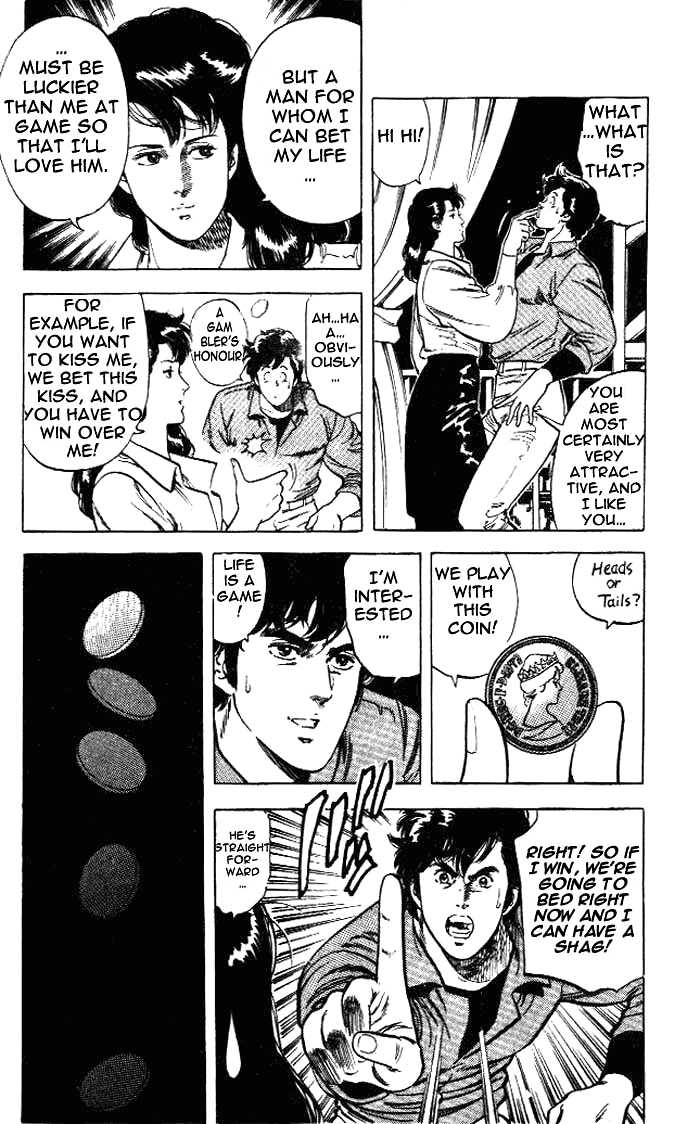 WHAT
...WHAT
IS
THAT?
HI HI!
YOU
ARE
MOST
CERTAINLY
VERY
ATTRAC-
TIVE, AND
I LIKE
YOU...
BUT A
MAN FOR
WHOM I
CAN BET
MY LIFE
...
...
MUST BE
LUCKIER
THAN ME AT
GAME SO
THAT I'LL
LOVE HIM.
AH...HA
A...
OBVI-
OUSLY
...
A
GAM
BLER'S
HONOUR!
FOR
EXAMPLE, IF
YOU WANT
TO KISS ME,
WE BET THIS
KISS, AND
YOU HAVE TO
WIN OVER
ME!
Heads
or
Tails?
WE PLAY
WITH
THIS
COIN!
I'M
INTER-
ESTED
...
LIFE
IS A
GAME
!
RIGHT! SO IF
I WIN, WE'RE
GOING TO
BED RIGHT
NOW AND I
CAN HAVE A
SHAG!
HE'S
STRAIGHT
FOR-
WARD
...